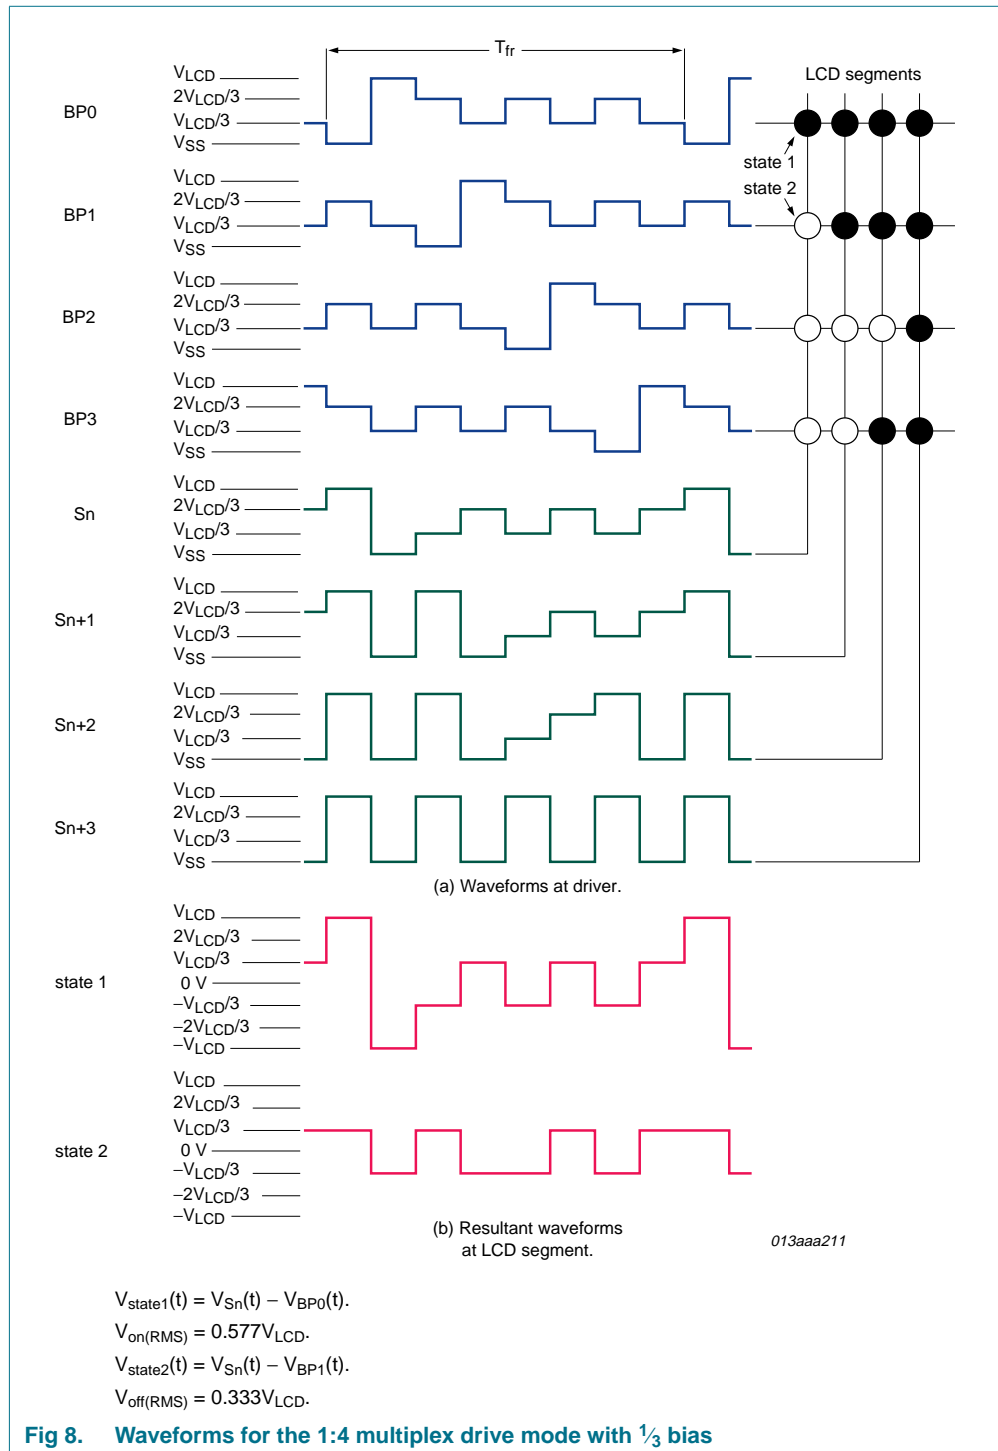 Tfr
LCD segments
BP0
VLCD
2VLCD/3
VLCD/3
VSS
state 1
state 2
BP1
VLCD
2VLCD/3
VLCD/3
VSS
BP2
VLCD
2VLCD/3
VLCD/3
VSS
BP3
VLCD
2VLCD/3
VLCD/3
VSS
Sn
VLCD
2VLCD/3
VLCD/3
VSS
Sn+1
VLCD
2VLCD/3
VLCD/3
VSS
Sn+2
VLCD
2VLCD/3
VLCD/3
VSS
Sn+3
VLCD
2VLCD/3
VLCD/3
VSS
(a) Waveforms at driver.
state 1
VLCD
2VLCD/3
VLCD/3
0 V
−VLCD/3
−2VLCD/3
−VLCD
state 2
VLCD
2VLCD/3
VLCD/3
0 V
−VLCD/3
−2VLCD/3
−VLCD
(b) Resultant waveforms
at LCD segment.
013aaa211
Vstate1(t) = VSn(t) − VBP0(t).
Von(RMS) = 0.577VLCD.
Vstate2(t) = VSn(t) − VBP1(t).
Voff(RMS) = 0.333VLCD.
Fig 8. Waveforms for the 1:4 multiplex drive mode with 1⁄3 bias